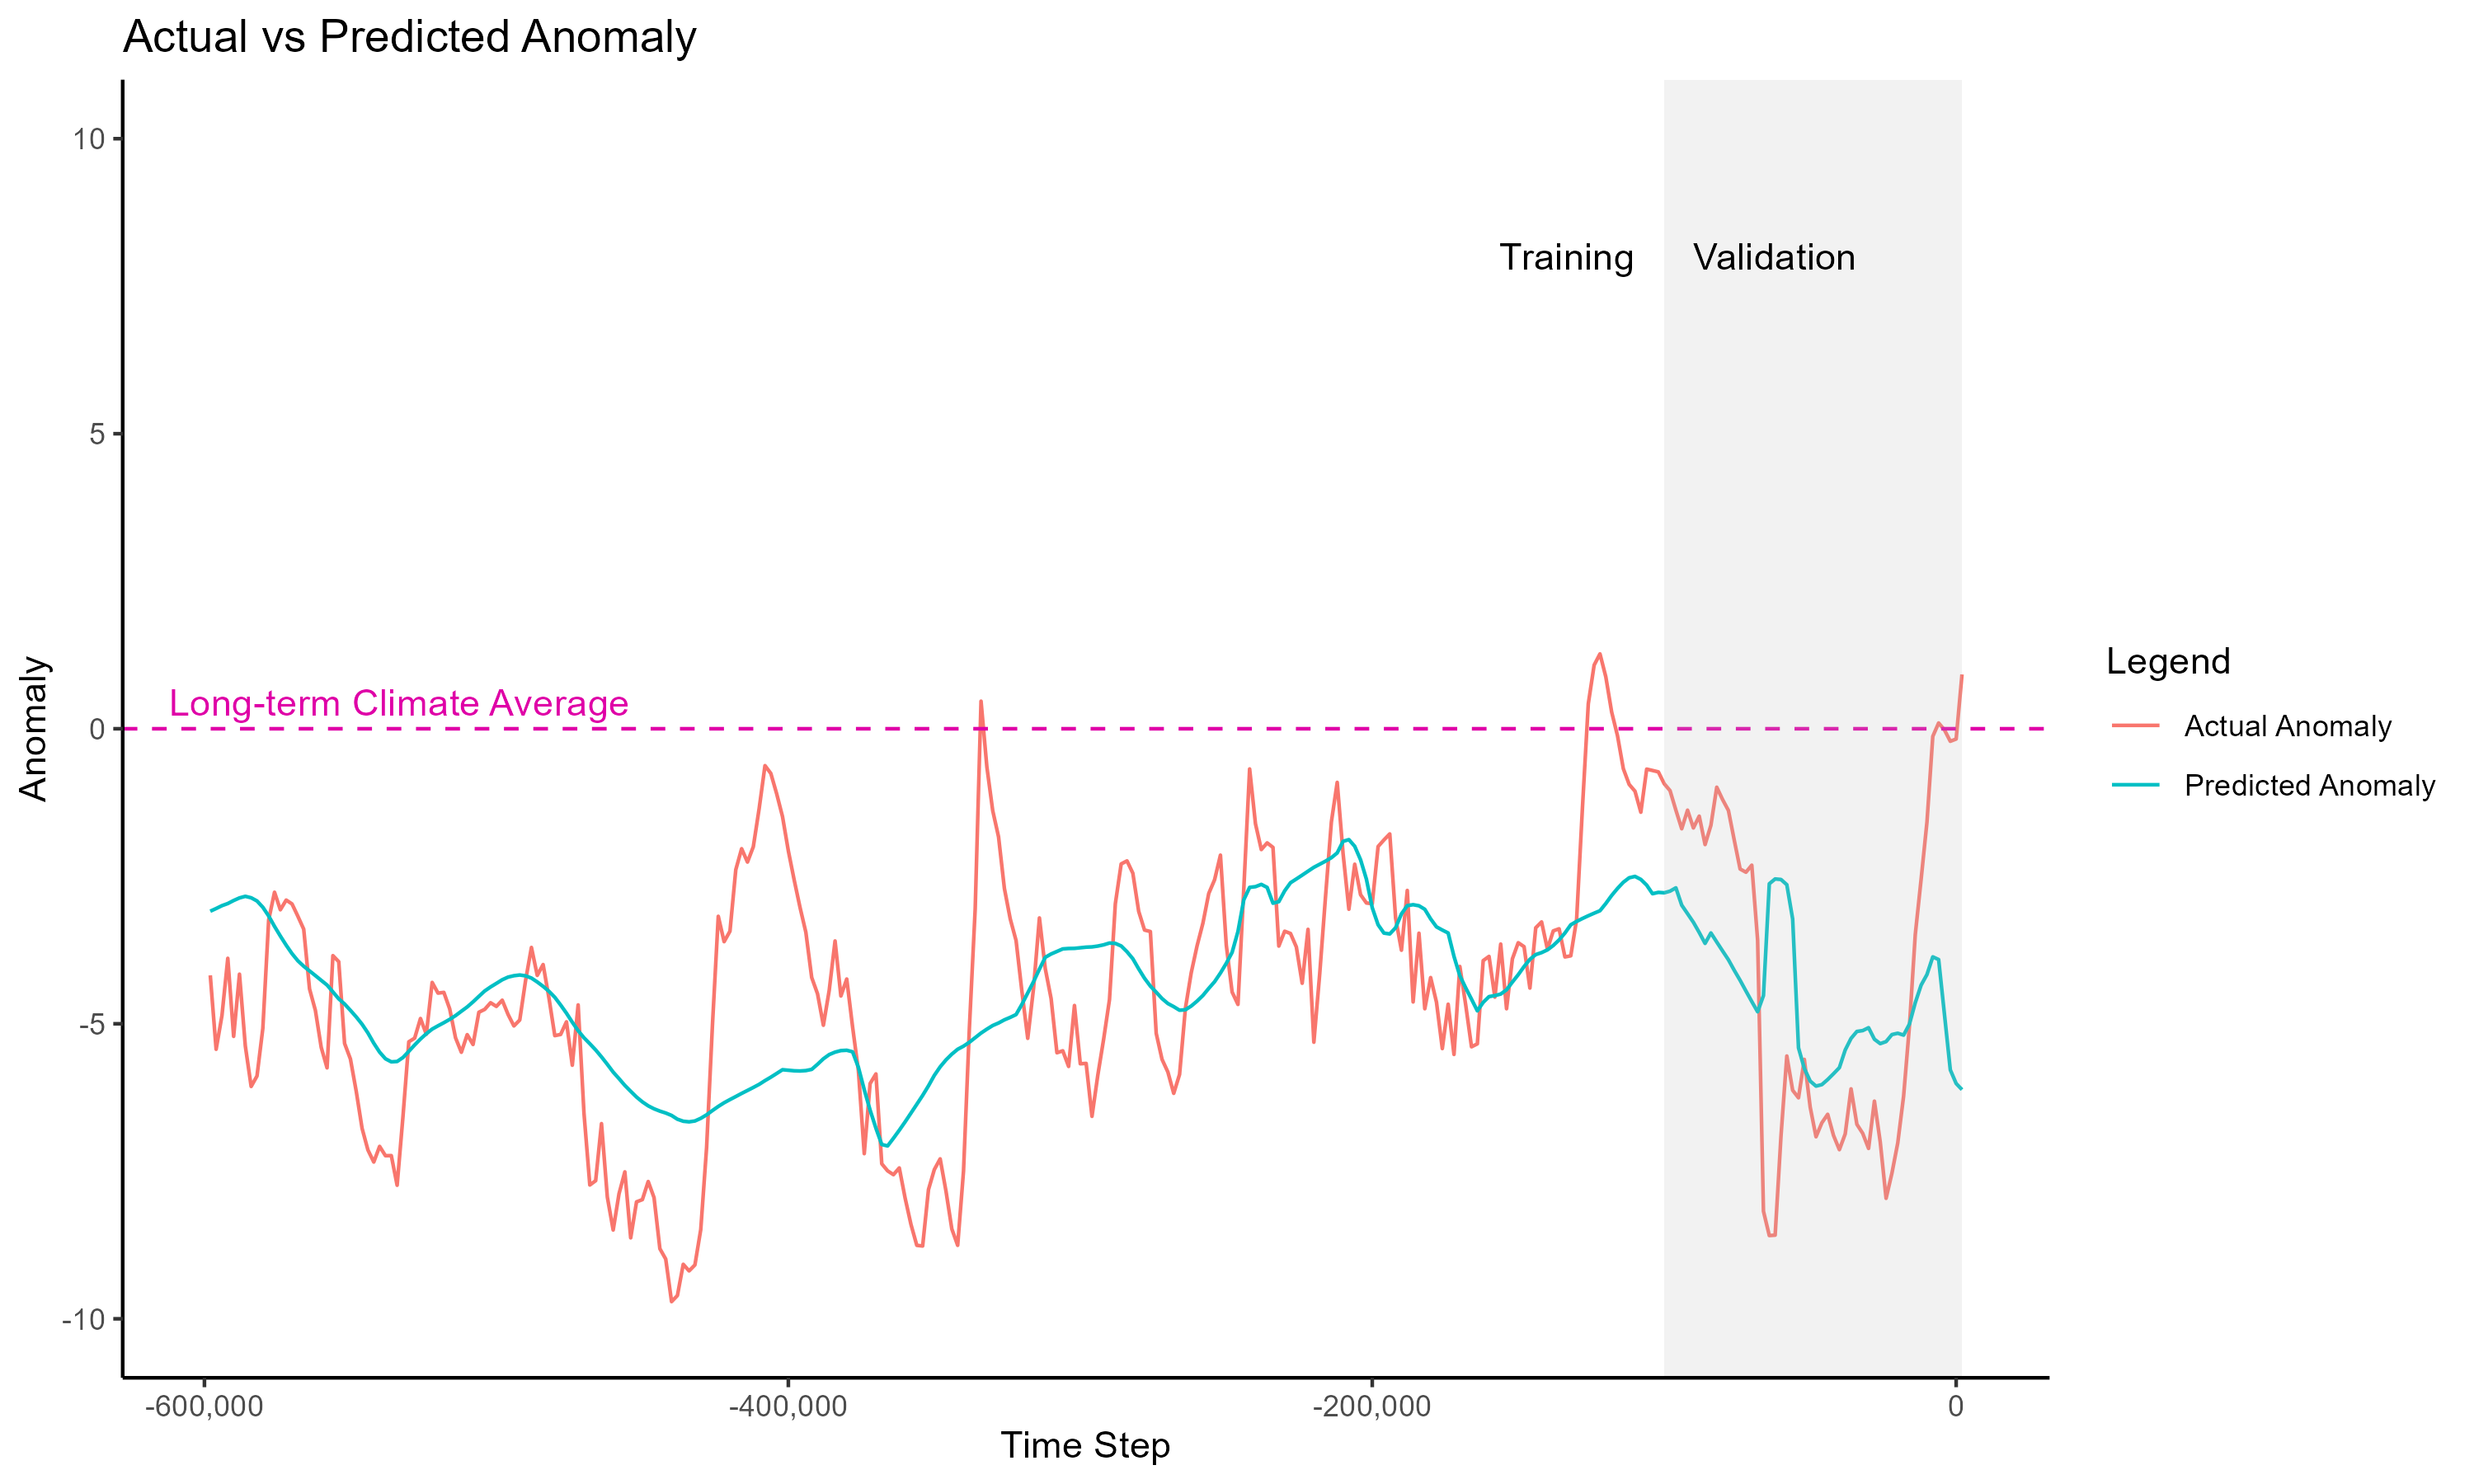 Actual vs Predicted Anomaly
10
5
0
-5
-10
Anomaly
Training
Validation
Long-term Climate Average
-600,000
-400,000
-200,000
0
Time Step
Legend
Actual Anomaly
Predicted Anomaly